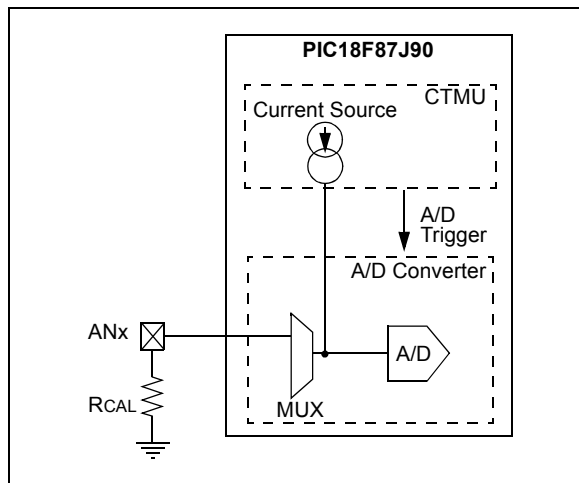 PIC18F87J90
CTMU
Current Source
A/D
Trigger
A/D Converter
ANx
A/D
RCAL
MUX